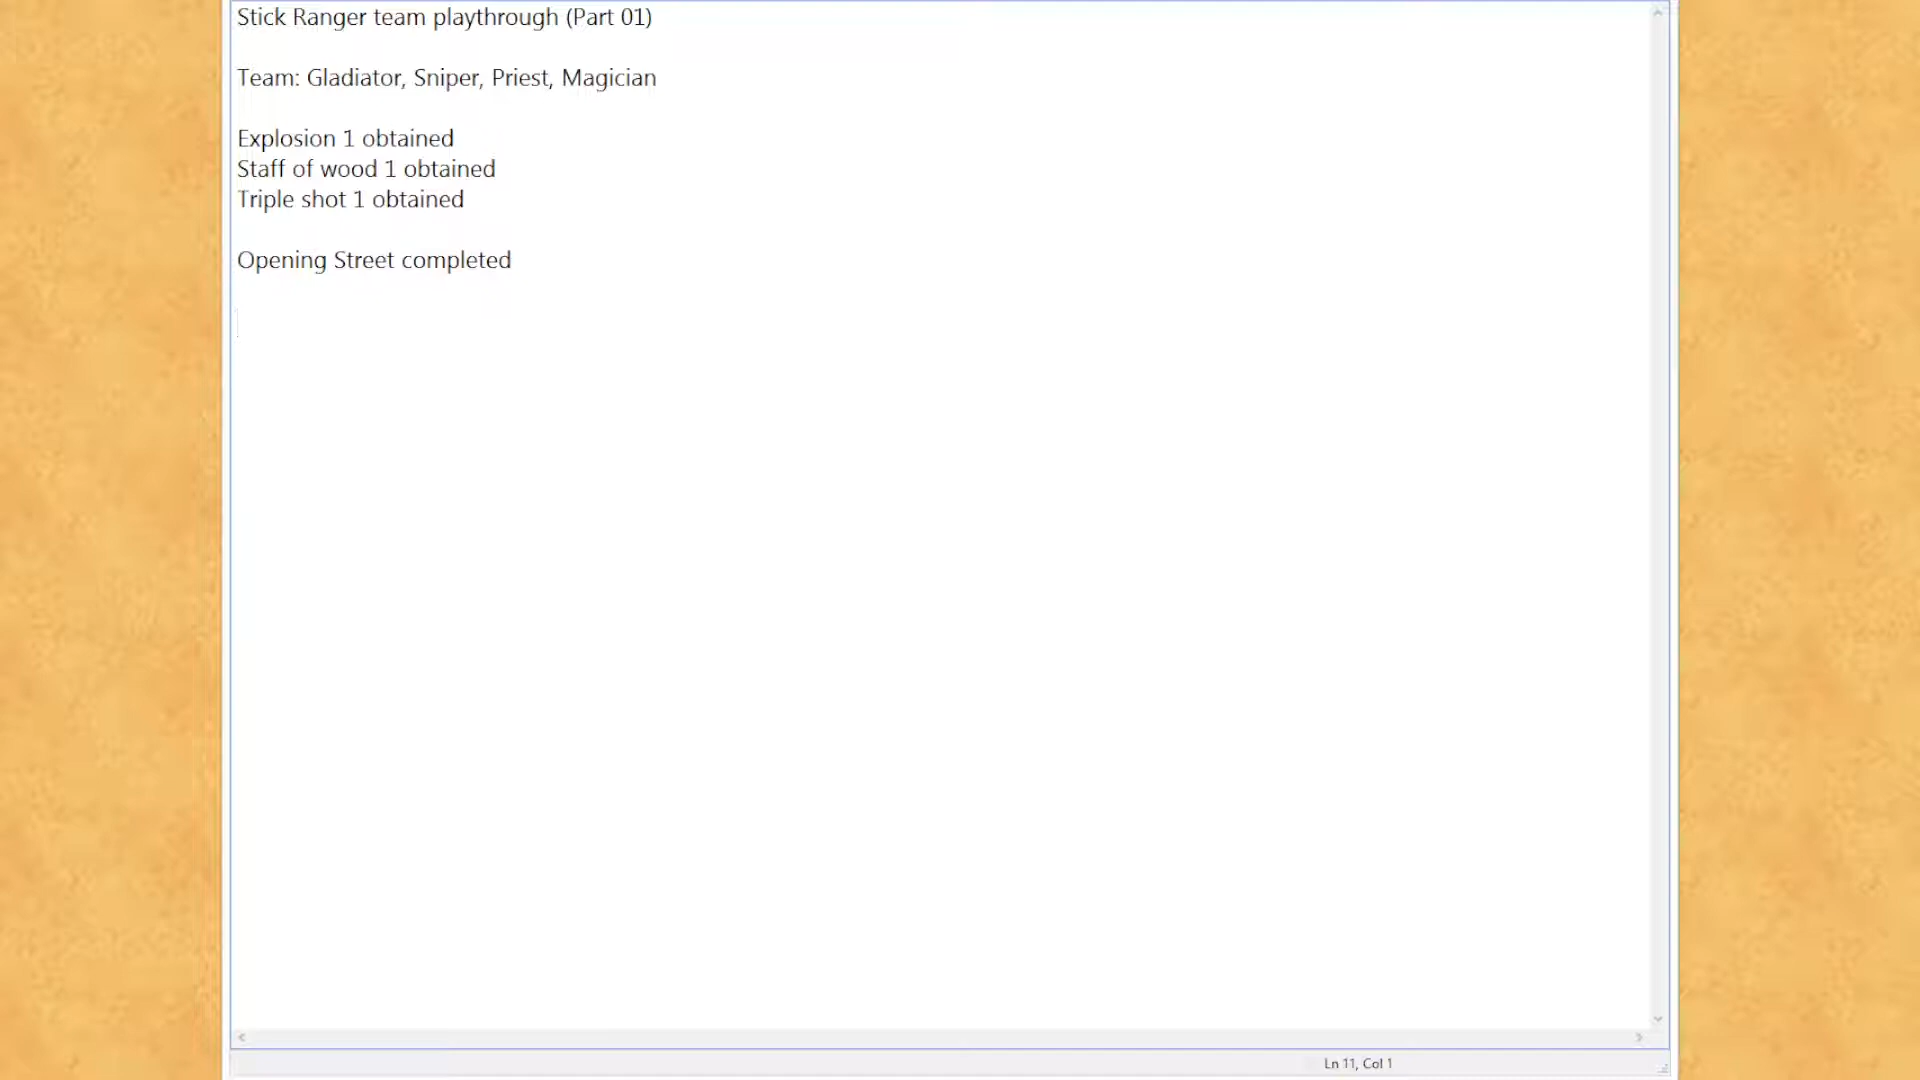 Stick Ranger team playthrough (Part 01)
Team: Gladiator, Sniper, Priest, Magician
Explosion 1 obtained
Staff of wood 1 obtained
Triple shot 1 obtained
Opening Street completed
Ln 11, Col 1